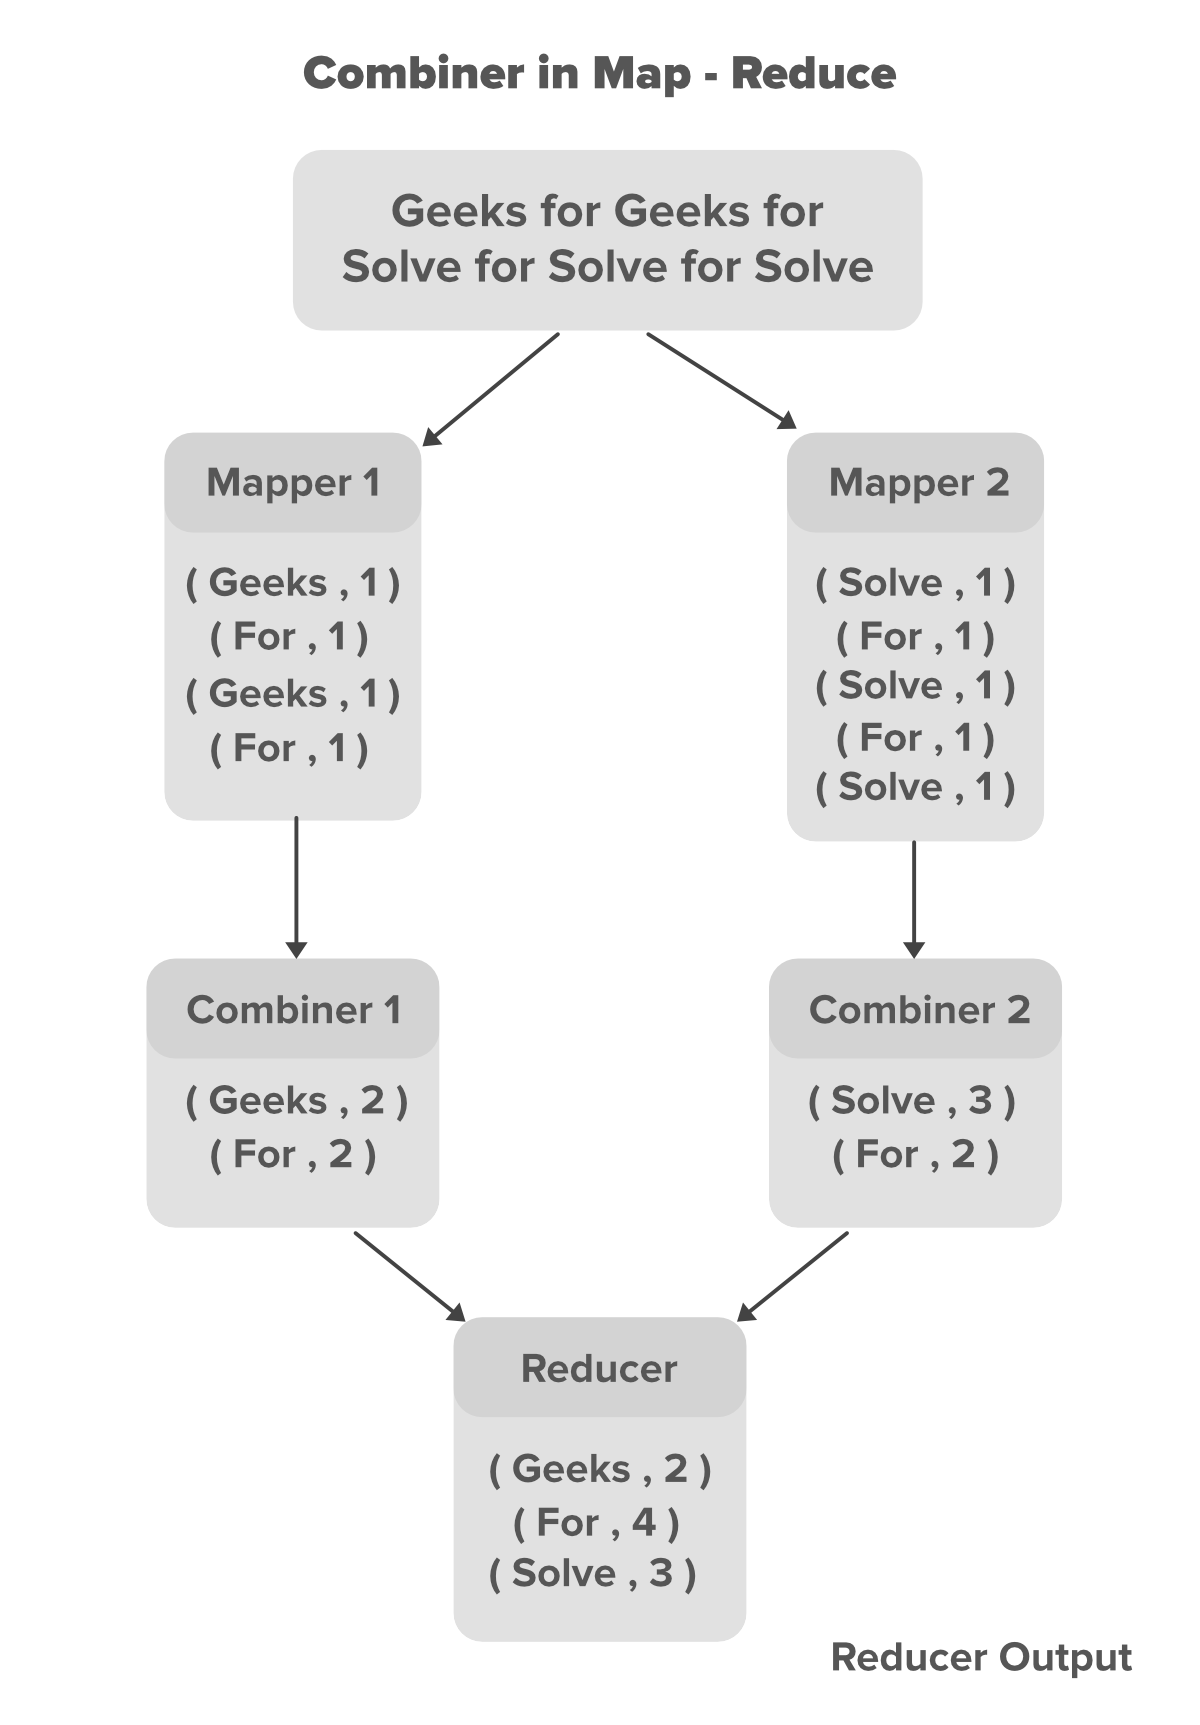 Combiner in Map - Reduce
Geeks for Geeks for
Solve for Solve for Solve
Mapper 1
( Geeks , 1 )
( For , 1 )
( Geeks , 1 )
( For , 1 )
Mapper 2
( Solve , 1 )
( For , 1 )
( Solve , 1 )
( For , 1 )
( Solve , 1 )
Combiner 1
( Geeks , 2 )
( For , 2 )
Combiner 2
( Solve , 3 )
( For , 2 )
Reducer
( Geeks , 2 )
( For , 4 )
( Solve , 3 )
Reducer Output